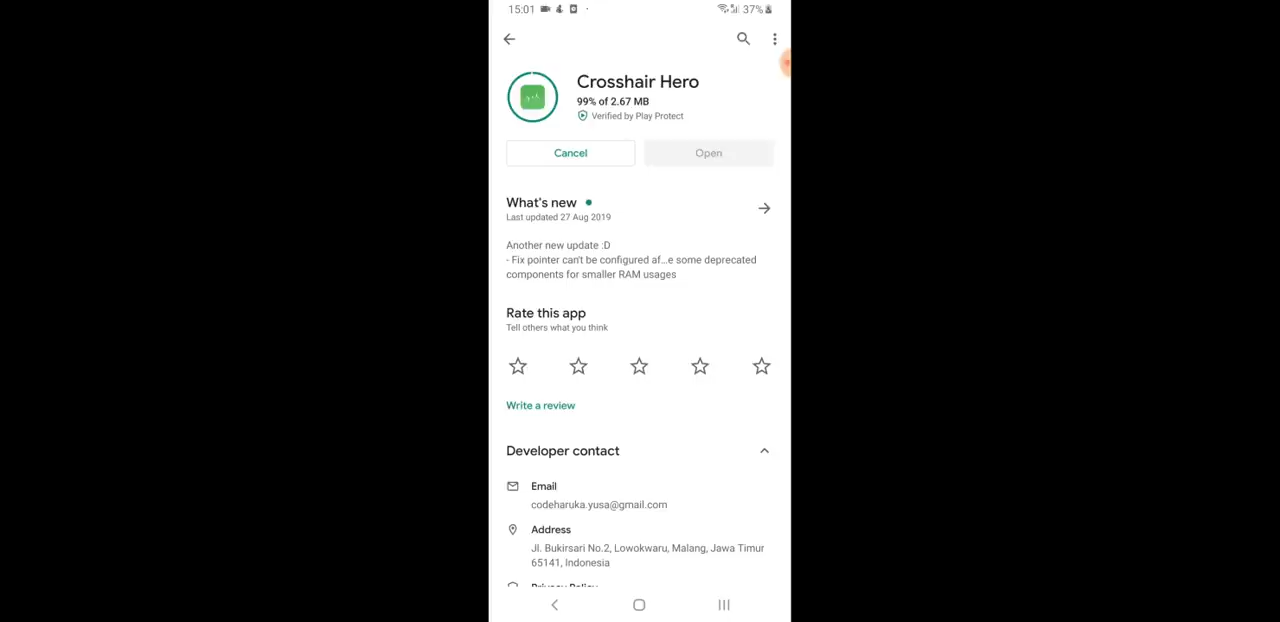 15:01
37%
Crosshair Hero
99% of 2.67 MB
Verified by Play Protect
Cancel
Open
What's new
Last updated 27 Aug 2019
Another new update :D
- Fix pointer can't be configured af...e some deprecated
components for smaller RAM usages
Rate this app
Tell others what you think
Write a review
Developer contact
Email
codeharuka.yusa@gmail.com
Address
Jl. Bukirsari No.2, Lowokwaru, Malang, Jawa Timur
65141, Indonesia
Privacy Policy